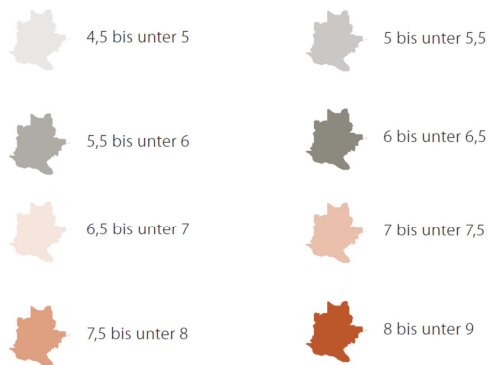 4,5 bis unter 5
5 bis unter 5,5
5,5 bis unter 6
6 bis unter 6,5
6,5 bis unter 7
7 bis unter 7,5
7,5 bis unter 8
8 bis unter 9